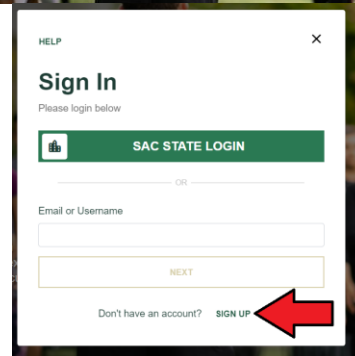 HELP
Sign In
Please login below
SAC STATE LOGIN
OR
Email or Username
NEXT
Don't have an account? SIGN UP